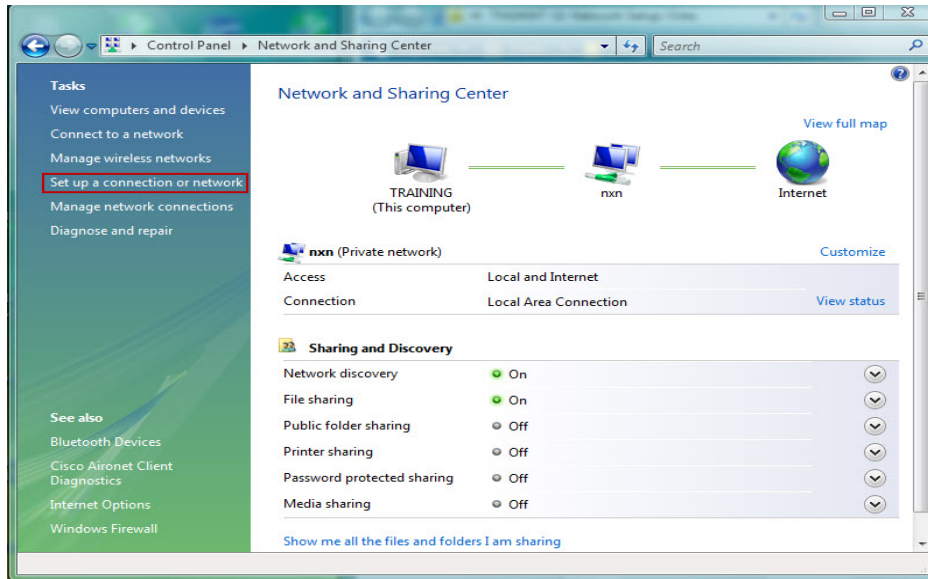 Control Panel ▸ Network and Sharing Center
Search
Tasks
View computers and devices
Connect to a network
Manage wireless networks
Set up a connection or network
Manage network connections
Diagnose and repair
See also
Bluetooth Devices
Cisco Aironet Client
Diagnostics
Internet Options
Windows Firewall
Network and Sharing Center
View full map
TRAINING
(This computer)
nxn
Internet
nxn (Private network)
Customize
Access Local and Internet
Connection Local Area Connection View status
Sharing and Discovery
Network discovery On
File sharing On
Public folder sharing Off
Printer sharing Off
Password protected sharing Off
Media sharing Off
Show me all the files and folders I am sharing